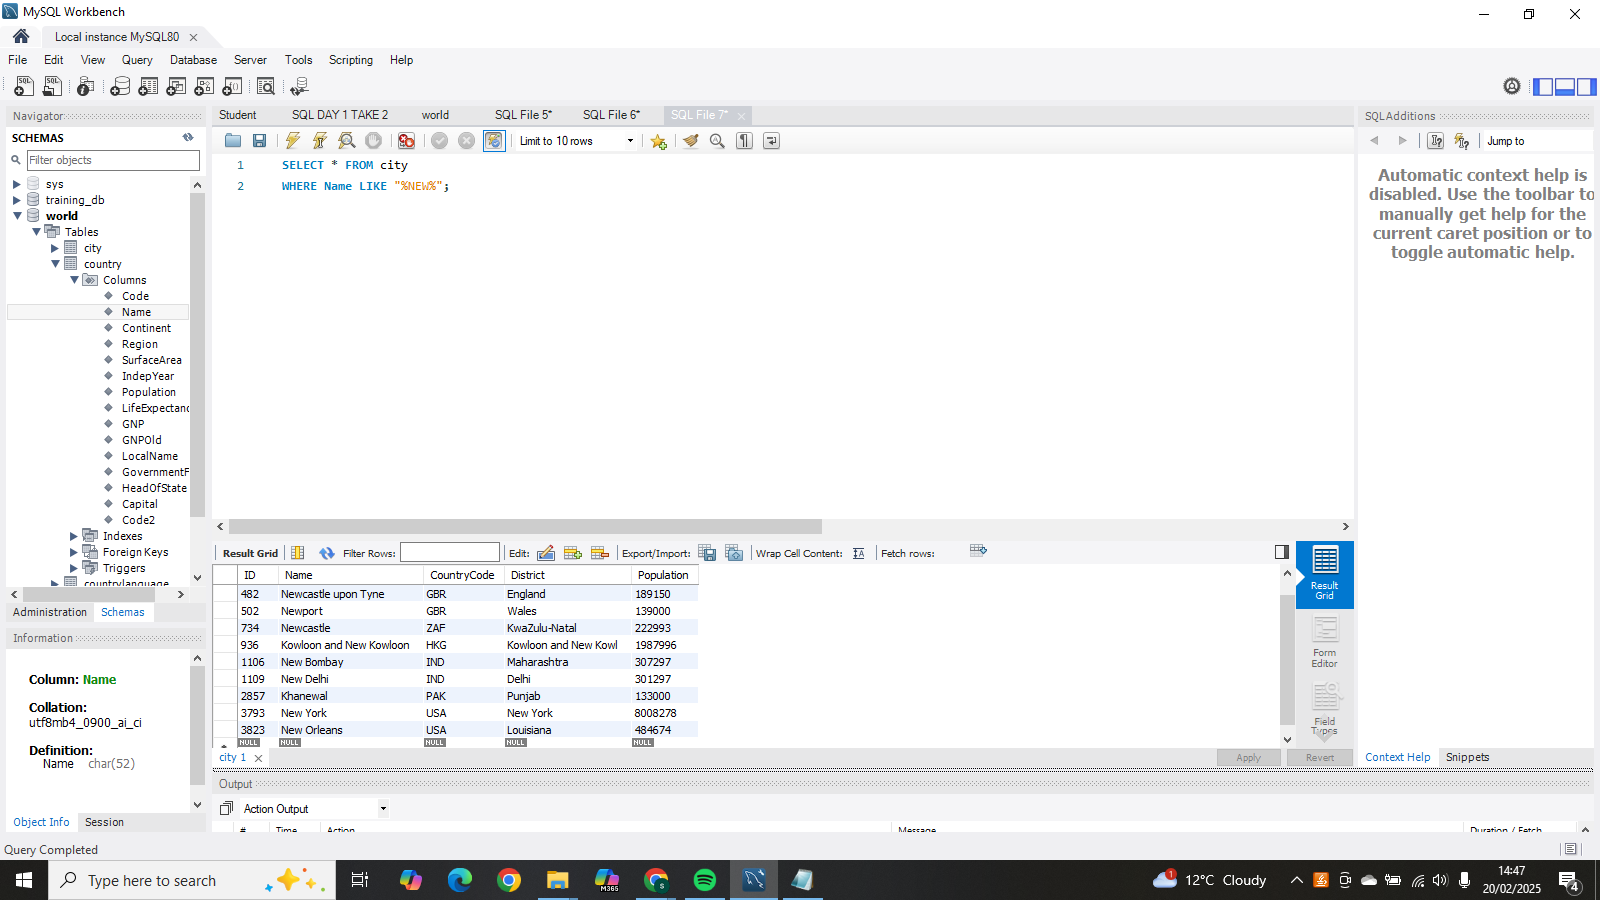 MySQL Workbench
Local instance MySQL80
File Edit View Query Database Server Tools Scripting Help
Navigator
SCHEMAS
Filter objects
sys
training_db
world
Tables
city
country
Columns
Code
Name
Continent
Region
SurfaceArea
IndepYear
Population
LifeExpectanc
GNP
GNPOld
LocalName
GovernmentF
HeadOfState
Capital
Code2
Indexes
Foreign Keys
Triggers
countrylanguage
Administration Schemas
Information
Column: Name
Collation:
utf8mb4_0900_ai_ci
Definition:
Name char(52)
Object Info Session
Student SQL DAY 1 TAKE 2 world SQL File 5* SQL File 6* SQL File 7*
Limit to 10 rows
1 SELECT * FROM city
2 WHERE Name LIKE "%NEW%";
Result Grid Filter Rows: Edit: Export/Import: Wrap Cell Content: Fetch rows:
ID Name CountryCode District Population
482 Newcastle upon Tyne GBR England 189150
502 Newport GBR Wales 139000
734 Newcastle ZAF KwaZulu-Natal 222993
936 Kowloon and New Kowloon HKG Kowloon and New Kowl 1987996
1106 New Bombay IND Maharashtra 307297
1109 New Delhi IND Delhi 301297
2857 Khanewal PAK Punjab 133000
3793 New York USA New York 8008278
3823 New Orleans USA Louisiana 484674
NULL NULL NULL NULL NULL
Result
Grid
Form
Editor
Field
Types
city 1
Apply Revert
Output
Action Output
# Time Action Message Duration / Fetch
SQLAdditions
Jump to
Automatic context help is
disabled. Use the toolbar to
manually get help for the
current caret position or to
toggle automatic help.
Context Help Snippets
Query Completed
Type here to search
M365
1
12°C Cloudy
14:47
20/02/2025
4